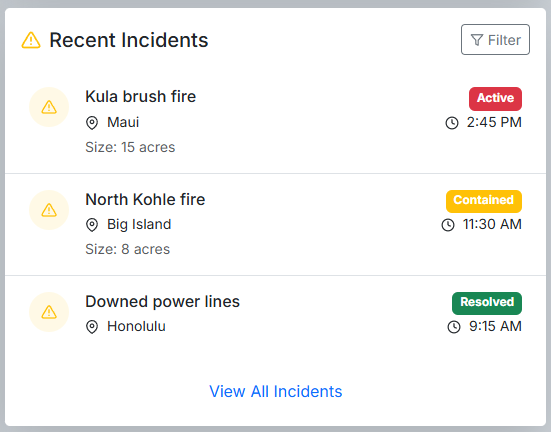 Recent Incidents
Filter
Kula brush fire
Active
Maui
2:45 PM
Size: 15 acres
North Kohle fire
Contained
Big Island
11:30 AM
Size: 8 acres
Downed power lines
Resolved
Honolulu
9:15 AM
View All Incidents